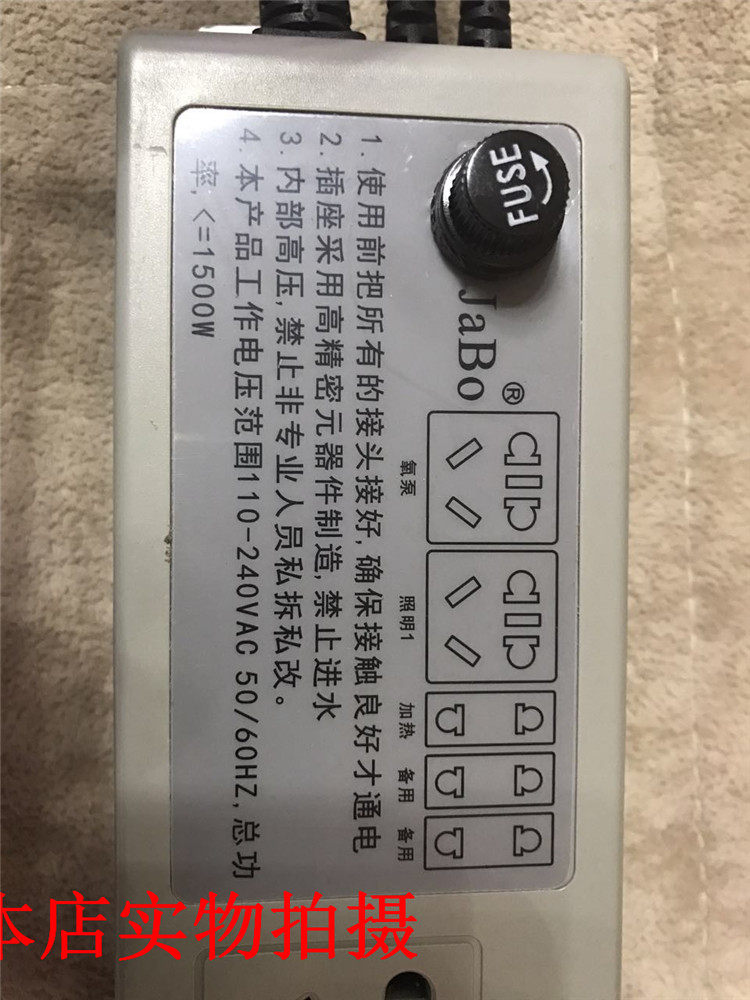 FUSE
JaBo®
氧泵
照明1
加热
备用
备用
1.使用前把所有的接头接好,确保接触良好才通电
2.插座采用高精密元器件制造,禁止进水
3.内部高压,禁止非专业人员私拆私改。
4.本产品工作电压范围110-240VAC 50/60HZ,总功
率,<=1500W
本店实物拍摄